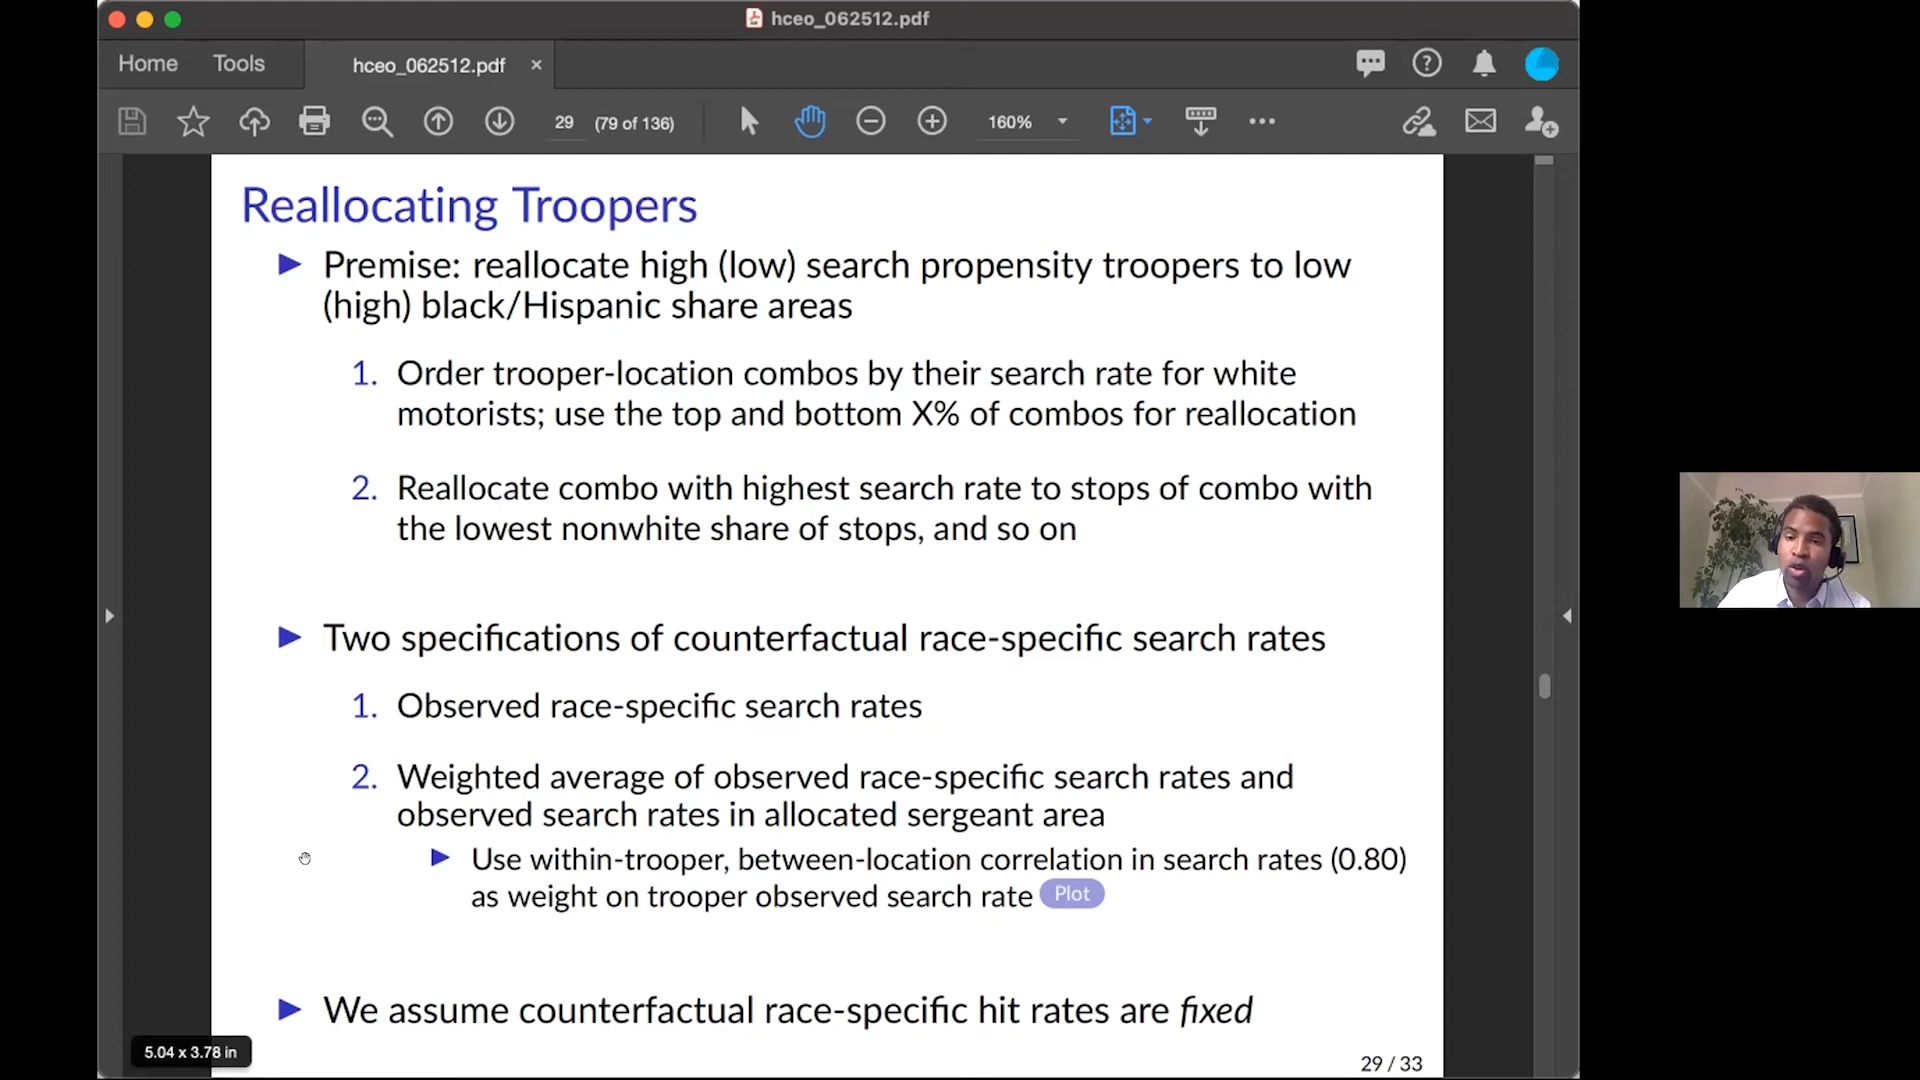 hceo_062512.pdf
Home Tools hceo_062512.pdf ×
29 (79 of 136) 160%
Reallocating Troopers
Premise: reallocate high (low) search propensity troopers to low
(high) black/Hispanic share areas
1. Order trooper-location combos by their search rate for white
motorists; use the top and bottom X% of combos for reallocation
2. Reallocate combo with highest search rate to stops of combo with
the lowest nonwhite share of stops, and so on
Two specifications of counterfactual race-specific search rates
1. Observed race-specific search rates
2. Weighted average of observed race-specific search rates and
observed search rates in allocated sergeant area
Use within-trooper, between-location correlation in search rates (0.80)
as weight on trooper observed search rate Plot
We assume counterfactual race-specific hit rates are fixed
5.04 x 3.78 in
29 / 33